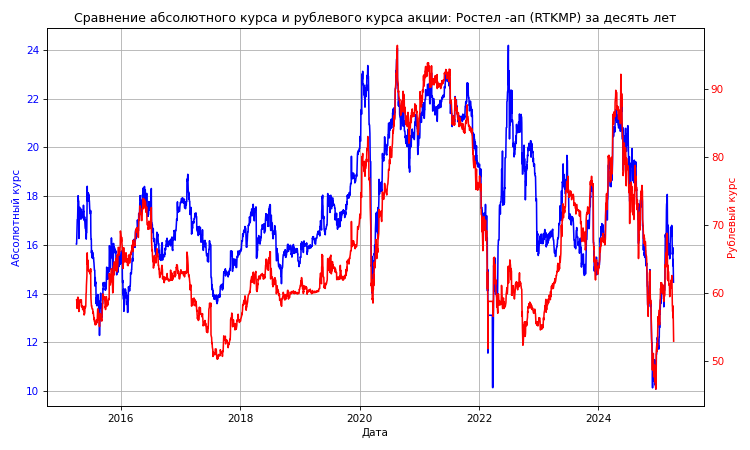 Сравнение абсолютного курса и рублевого курса акции: Ростел -ап (RTKMP) за десять лет
24
22
20
18
16
14
12
10
Абсолютный курс
90
80
70
60
50
Рублевый курс
2016 2018 2020 2022 2024
Дата